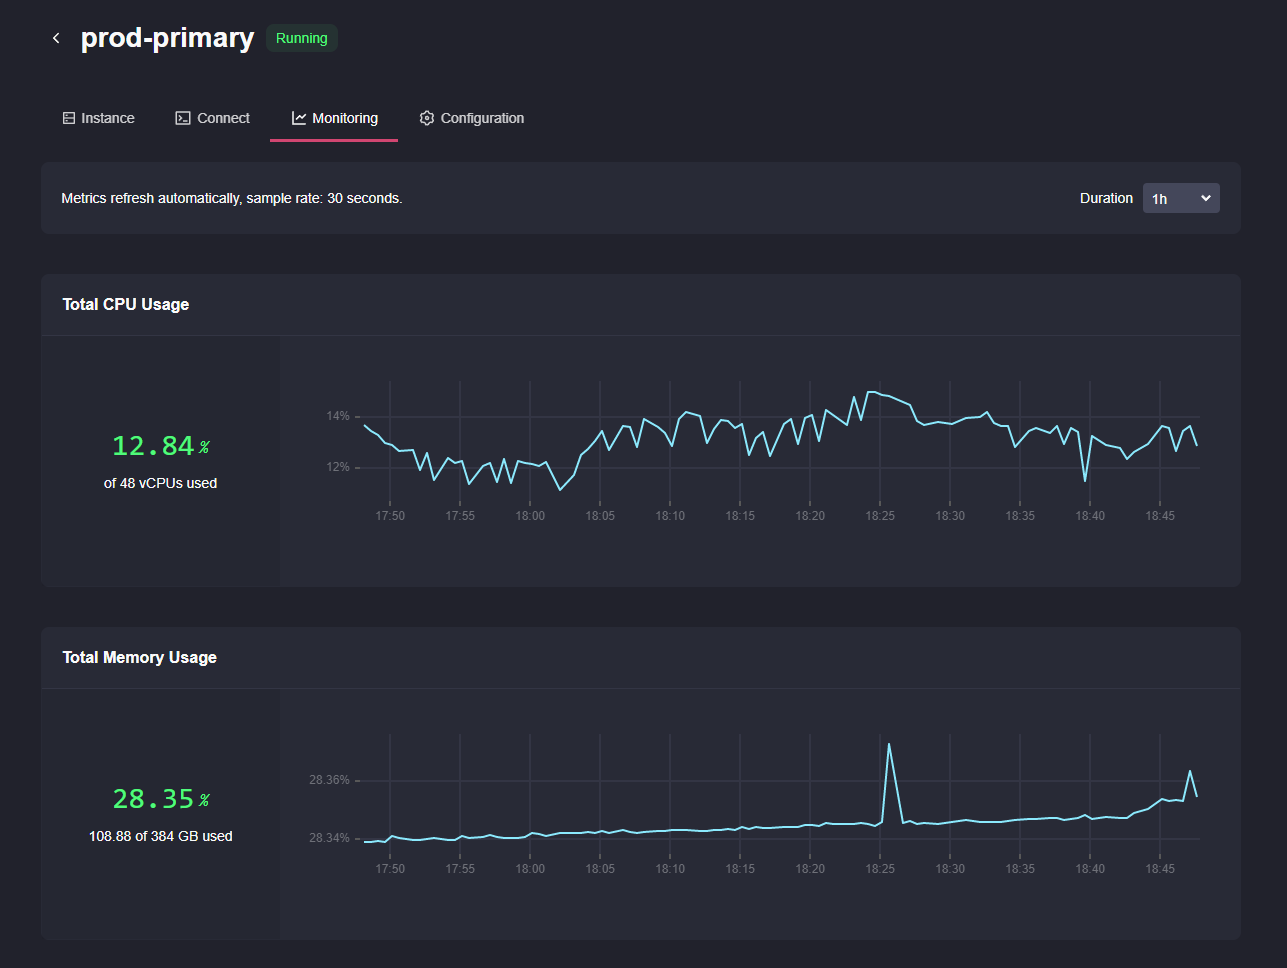 prod-primary Running
Instance Connect Monitoring Configuration
Metrics refresh automatically, sample rate: 30 seconds. Duration 1h
Total CPU Usage
14%
12.84%
12%
of 48 vCPUs used
17:50 17:55 18:00 18:05 18:10 18:15 18:20 18:25 18:30 18:35 18:40 18:45
Total Memory Usage
28.36%
28.35%
108.88 of 384 GB used
28.34%
17:50 17:55 18:00 18:05 18:10 18:15 18:20 18:25 18:30 18:35 18:40 18:45